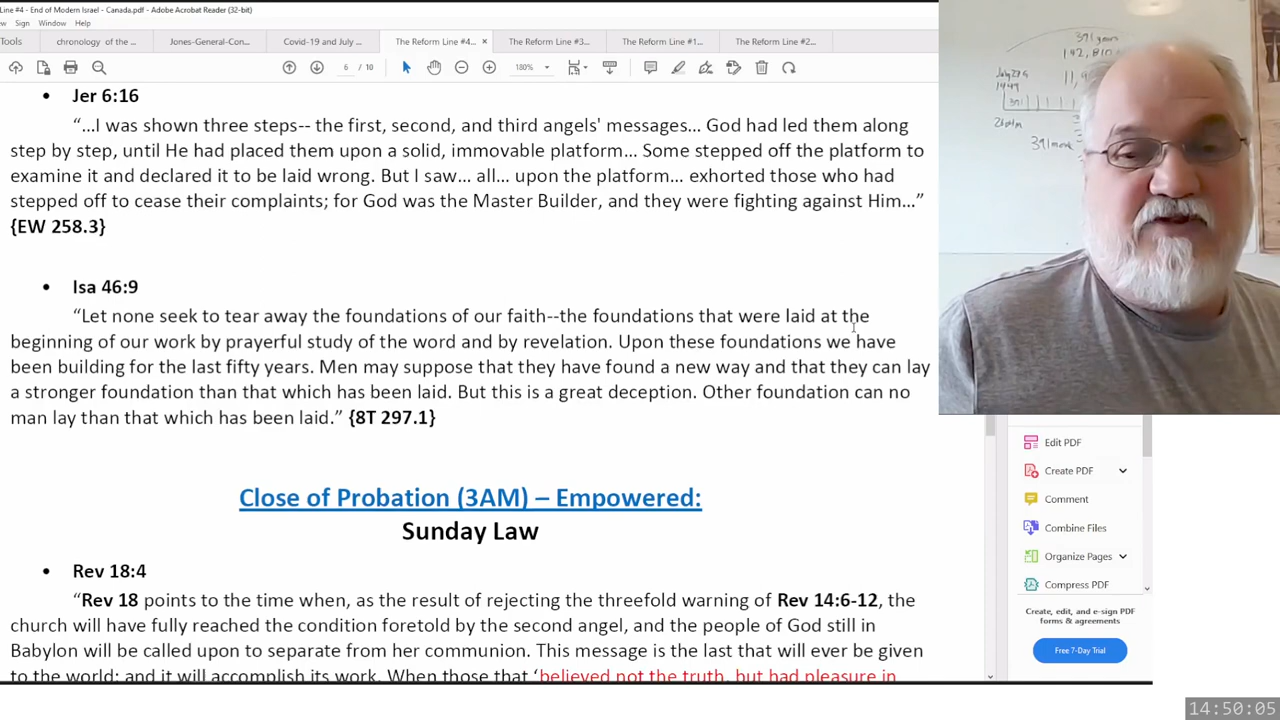 Line #4 - End of Modern Israel - Canada.pdf - Adobe Acrobat Reader (32-bit)
Sign Window Help
Tools chronology of the ... Jones-General-Con... Covid-19 and July ... The Reform Line #4... × The Reform Line #3... The Reform Line #1... The Reform Line #2...
6 / 10 180%
• Jer 6:16
“…I was shown three steps-- the first, second, and third angels' messages… God had led them along
step by step, until He had placed them upon a solid, immovable platform… Some stepped off the platform to
examine it and declared it to be laid wrong. But I saw… all… upon the platform… exhorted those who had
stepped off to cease their complaints; for God was the Master Builder, and they were fighting against Him…”
{EW 258.3}
• Isa 46:9
“Let none seek to tear away the foundations of our faith--the foundations that were laid at the
beginning of our work by prayerful study of the word and by revelation. Upon these foundations we have
been building for the last fifty years. Men may suppose that they have found a new way and that they can lay
a stronger foundation than that which has been laid. But this is a great deception. Other foundation can no
man lay than that which has been laid.” {8T 297.1}
Close of Probation (3AM) – Empowered:
Sunday Law
• Rev 18:4
“Rev 18 points to the time when, as the result of rejecting the threefold warning of Rev 14:6-12, the
church will have fully reached the condition foretold by the second angel, and the people of God still in
Babylon will be called upon to separate from her communion. This message is the last that will ever be given
to the world; and it will accomplish its work. When those that ‘believed not the truth, but had pleasure in
391 years
Edit PDF
Create PDF
Comment
Combine Files
Organize Pages
Compress PDF
Create, edit, and e-sign PDF
forms & agreements
Free 7-Day Trial
14:50:05